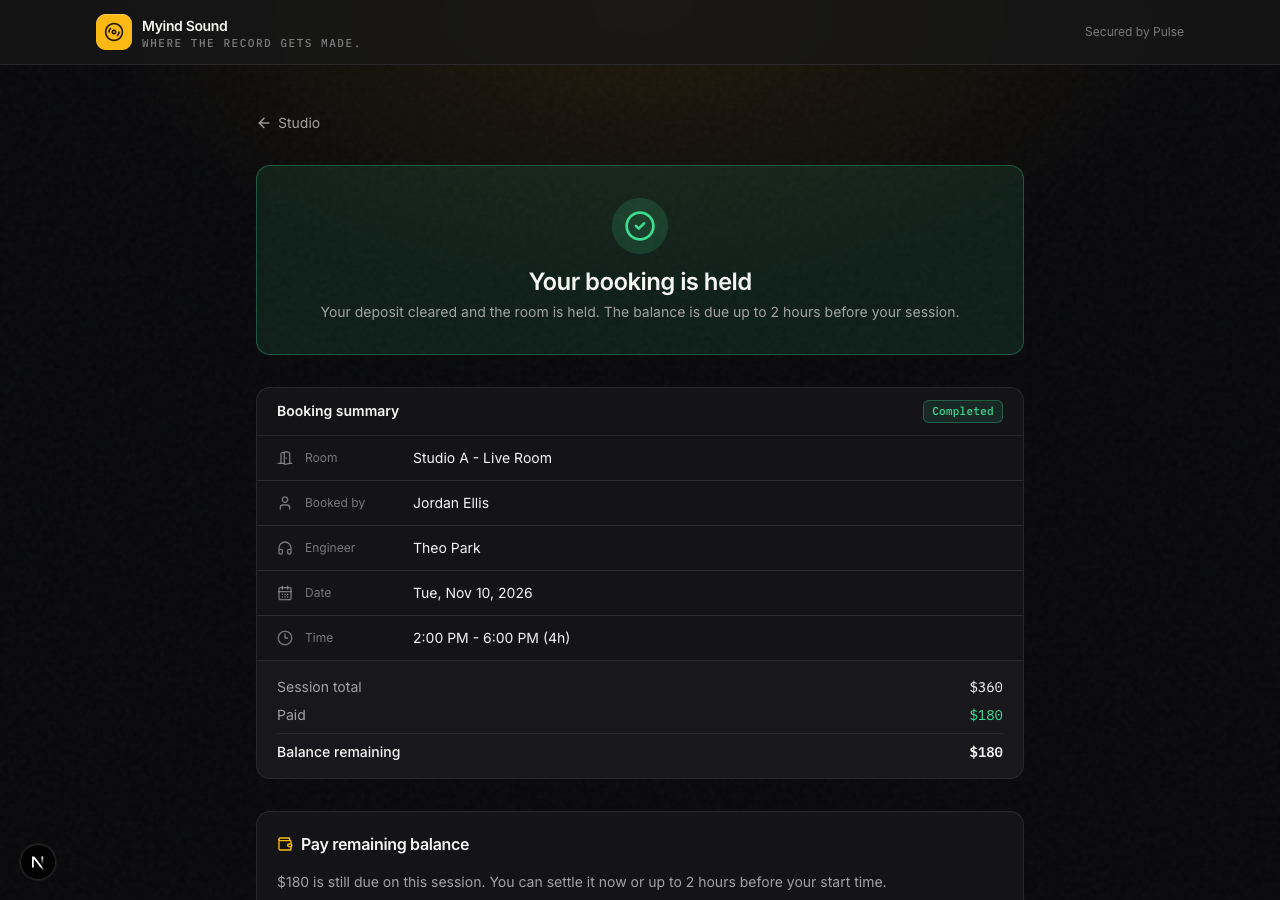 Myind Sound
WHERE THE RECORD GETS MADE.
Secured by Pulse
Studio
Your booking is held
Your deposit cleared and the room is held. The balance is due up to 2 hours before your session.
Booking summary
Completed
Room
Studio A - Live Room
Booked by
Jordan Ellis
Engineer
Theo Park
Date
Tue, Nov 10, 2026
Time
2:00 PM - 6:00 PM (4h)
Session total
$360
Paid
$180
Balance remaining
$180
Pay remaining balance
$180 is still due on this session. You can settle it now or up to 2 hours before your start time.
N